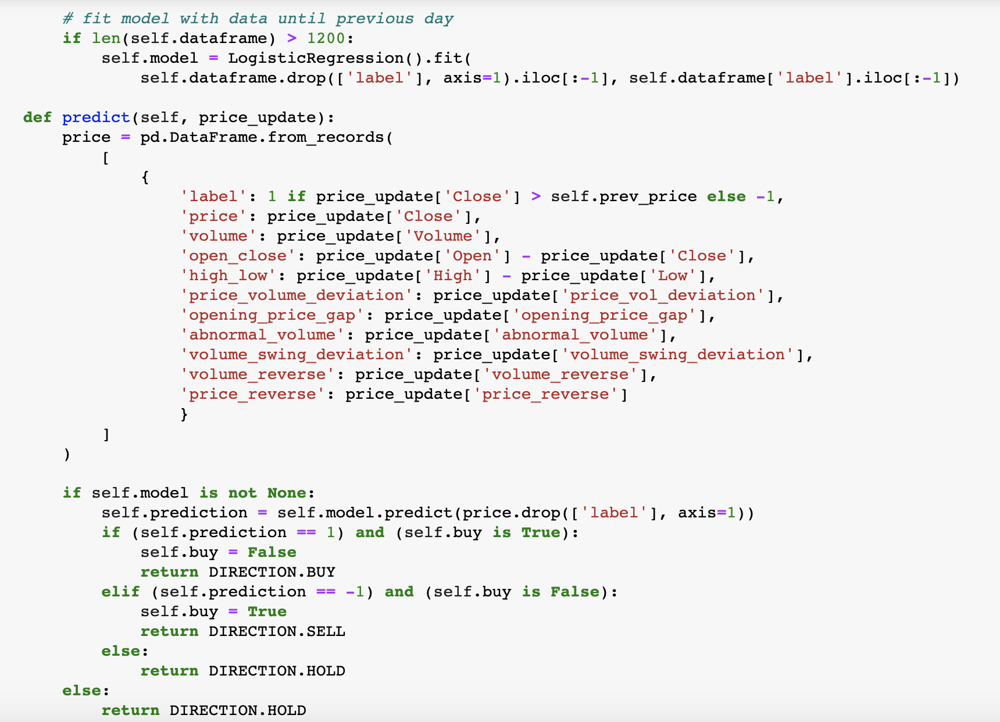 # fit model with data until previous day
if len(self.dataframe) > 1200:
self.model = LogisticRegression().fit(
self.dataframe.drop(['label'], axis=1).iloc[:-1], self.dataframe['label'].iloc[:-1])
def predict(self, price_update):
price = pd.DataFrame.from_records(
[
{
'label': 1 if price_update['Close'] > self.prev_price else -1,
'price': price_update['Close'],
'volume': price_update['Volume'],
'open_close': price_update['Open'] - price_update['Close'],
'high_low': price_update['High'] - price_update['Low'],
'price_volume_deviation': price_update['price_vol_deviation'],
'opening_price_gap': price_update['opening_price_gap'],
'abnormal_volume': price_update['abnormal_volume'],
'volume_swing_deviation': price_update['volume_swing_deviation'],
'volume_reverse': price_update['volume_reverse'],
'price_reverse': price_update['price_reverse']
}
]
)
if self.model is not None:
self.prediction = self.model.predict(price.drop(['label'], axis=1))
if (self.prediction == 1) and (self.buy is True):
self.buy = False
return DIRECTION.BUY
elif (self.prediction == -1) and (self.buy is False):
self.buy = True
return DIRECTION.SELL
else:
return DIRECTION.HOLD
else:
return DIRECTION.HOLD